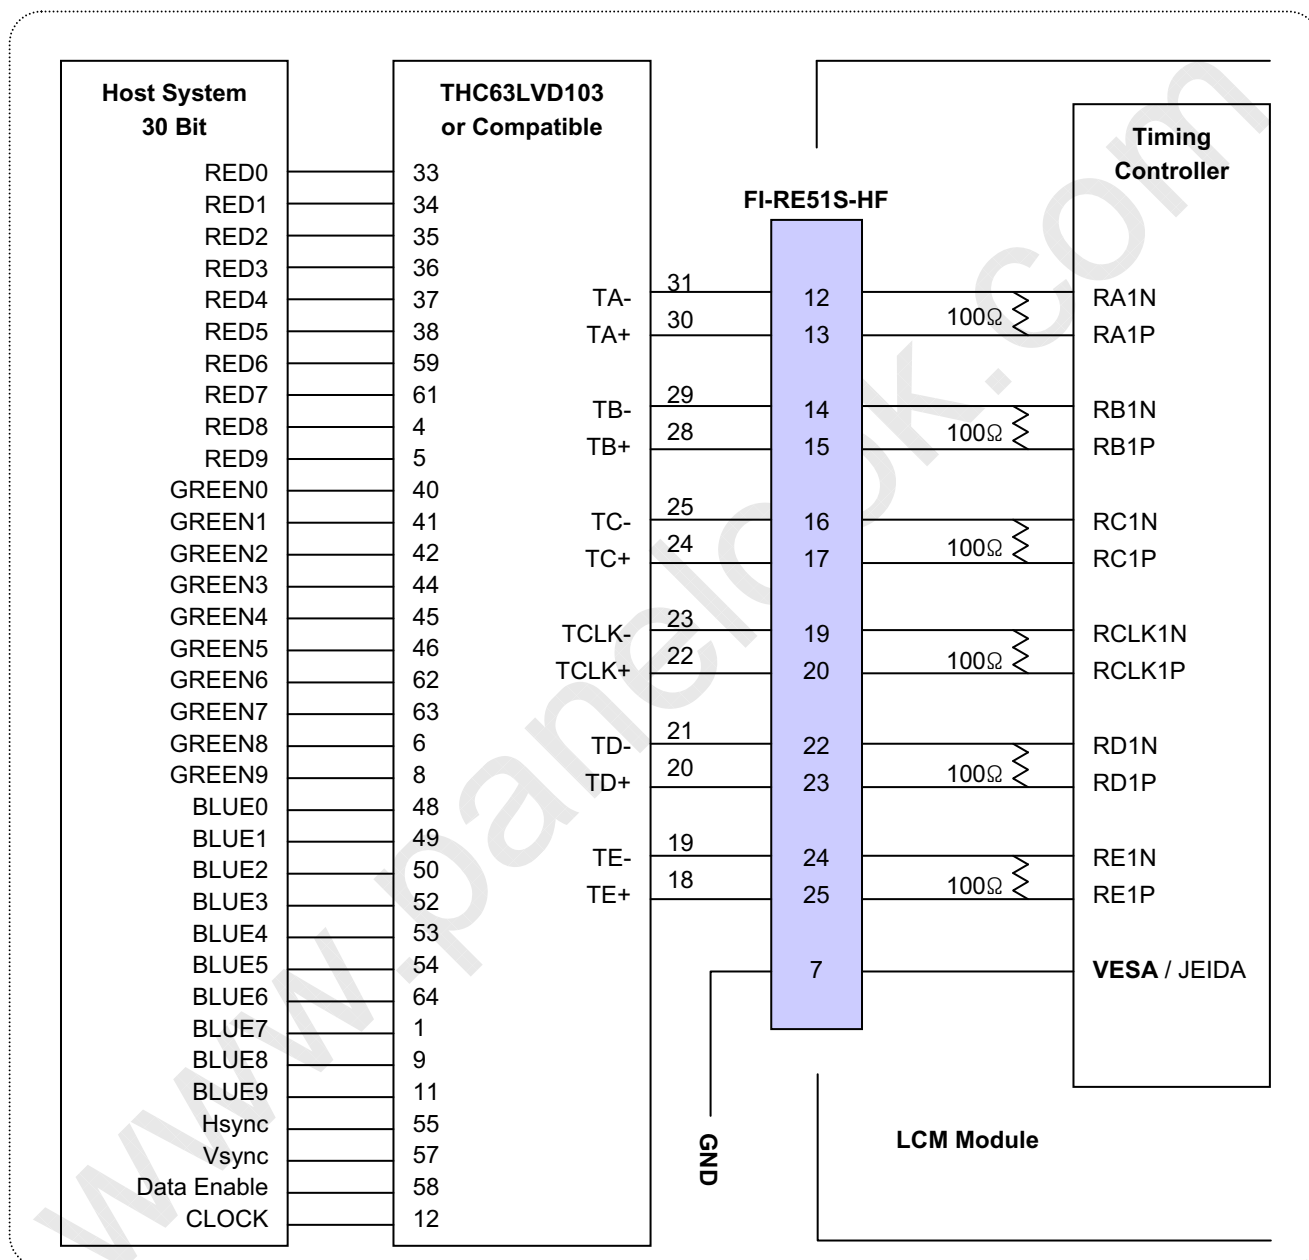 Host System
30 Bit
RED0
RED1
RED2
RED3
RED4
RED5
RED6
RED7
RED8
RED9
GREEN0
GREEN1
GREEN2
GREEN3
GREEN4
GREEN5
GREEN6
GREEN7
GREEN8
GREEN9
BLUE0
BLUE1
BLUE2
BLUE3
BLUE4
BLUE5
BLUE6
BLUE7
BLUE8
BLUE9
Hsync
Vsync
Data Enable
CLOCK
THC63LVD103
or Compatible
33
34
35
36
37
38
59
61
4
5
40
41
42
44
45
46
62
63
6
8
48
49
50
52
53
54
64
1
9
11
55
57
58
12
TA-
TA+
TB-
TB+
TC-
TC+
TCLK-
TCLK+
TD-
TD+
TE-
TE+
31
30
29
28
25
24
23
22
21
20
19
18
GND
FI-RE51S-HF
12
13
14
15
16
17
19
20
22
23
24
25
7
100Ω
100Ω
100Ω
100Ω
100Ω
100Ω
LCM Module
Timing
Controller
RA1N
RA1P
RB1N
RB1P
RC1N
RC1P
RCLK1N
RCLK1P
RD1N
RD1P
RE1N
RE1P
VESA / JEIDA
www.panelook.com